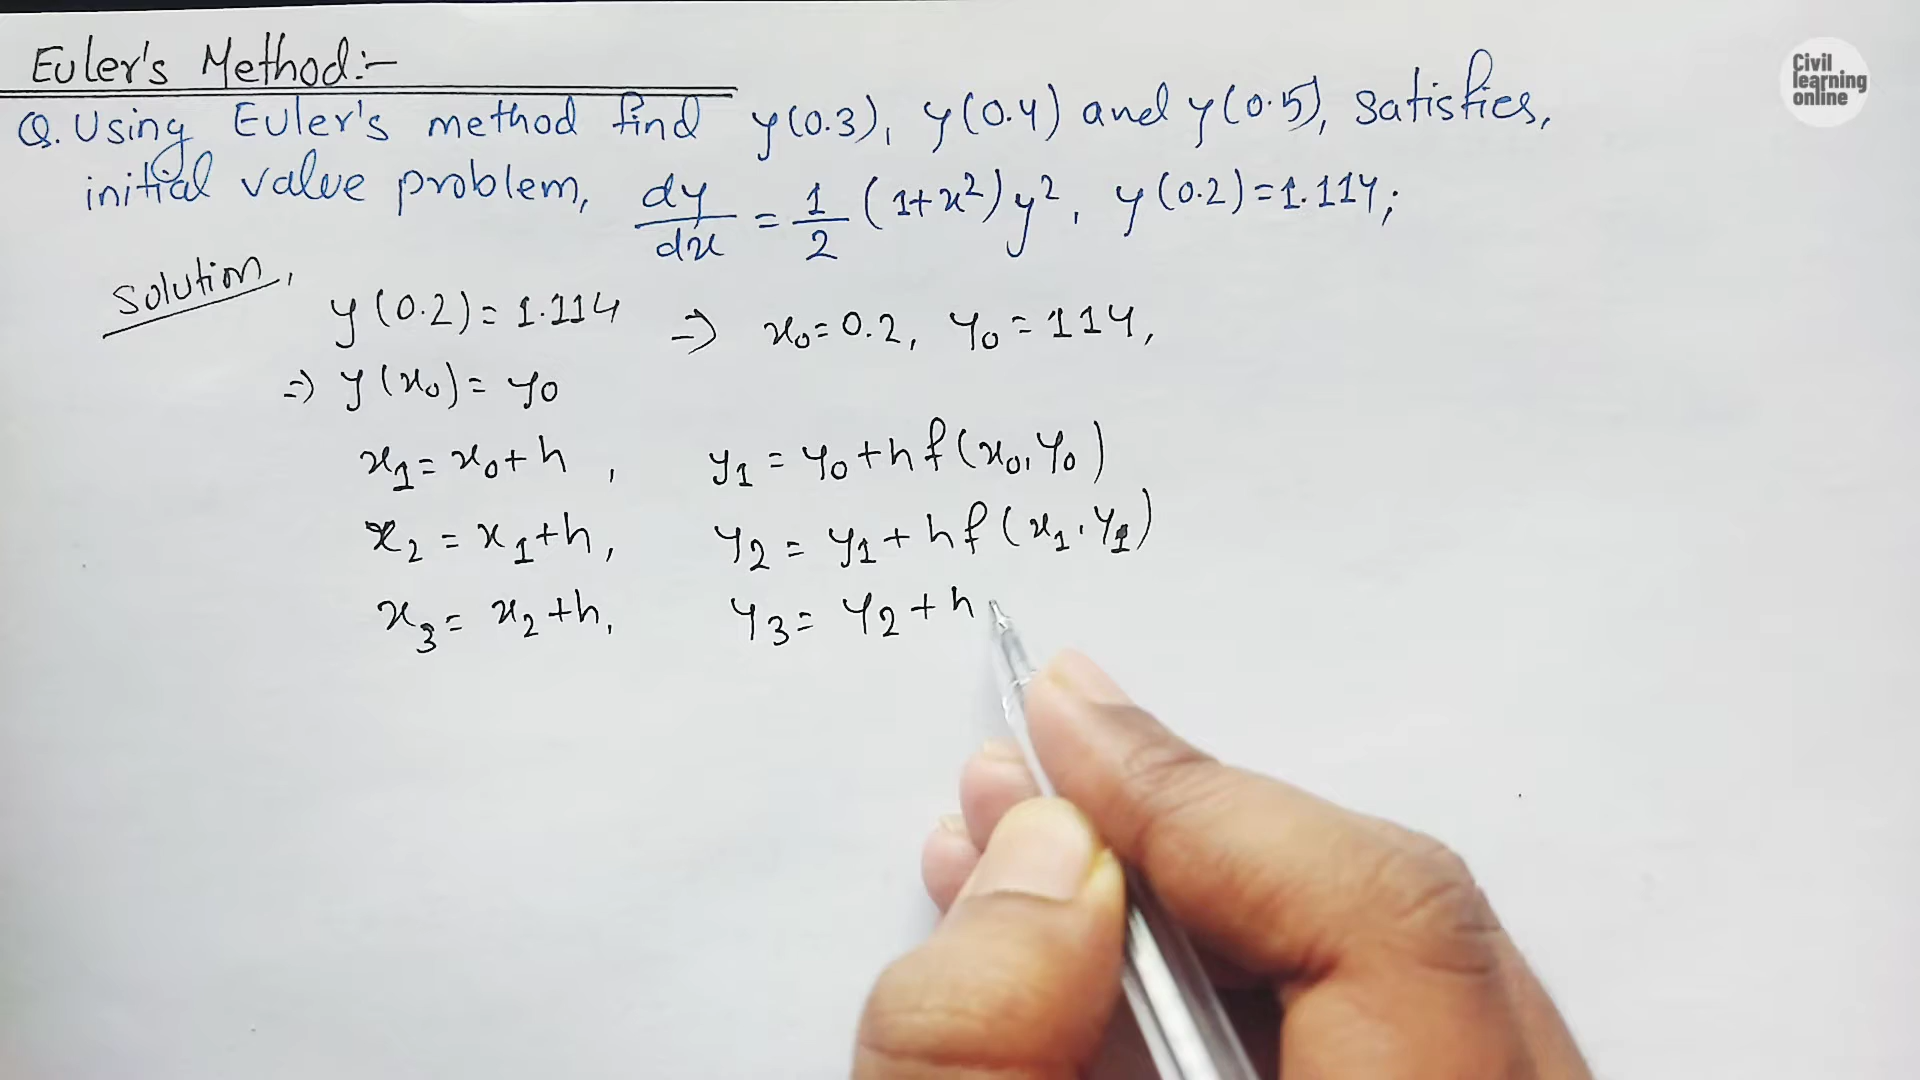 Euler's Method:-
Civil
learning
online
Q. Using Euler's method find y(0.3), y(0.4) and y(0.5), satisfies,
initial value problem, dy/dx = 1/2 (1+x²)y², y(0.2)=1.114;
Solution,
y(0.2)=1.114 => x₀=0.2, y₀=114,
=> y(x₀)= y₀
x₁= x₀+h , y₁ = y₀+hf(x₀,y₀)
x₂ = x₁+h, y₂ = y₁+hf(x₁,y₁)
x₃= x₂+h, y₃= y₂+h